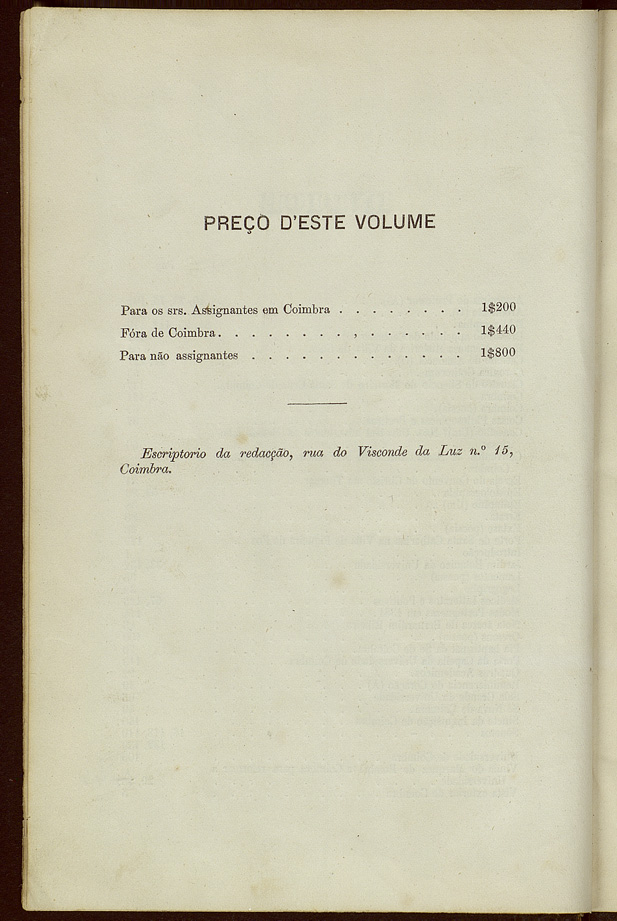 PREÇO D'ESTE VOLUME
Para os srs. Assignantes em Coimbra . . . . . . . . 1$200
Fóra de Coimbra. . . . . . . . , . . . . . . 1$440
Para não assignantes . . . . . . . . . . . . . 1$800
Escriptorio da redacção, rua do Visconde da Luz n.º 15,
Coimbra.